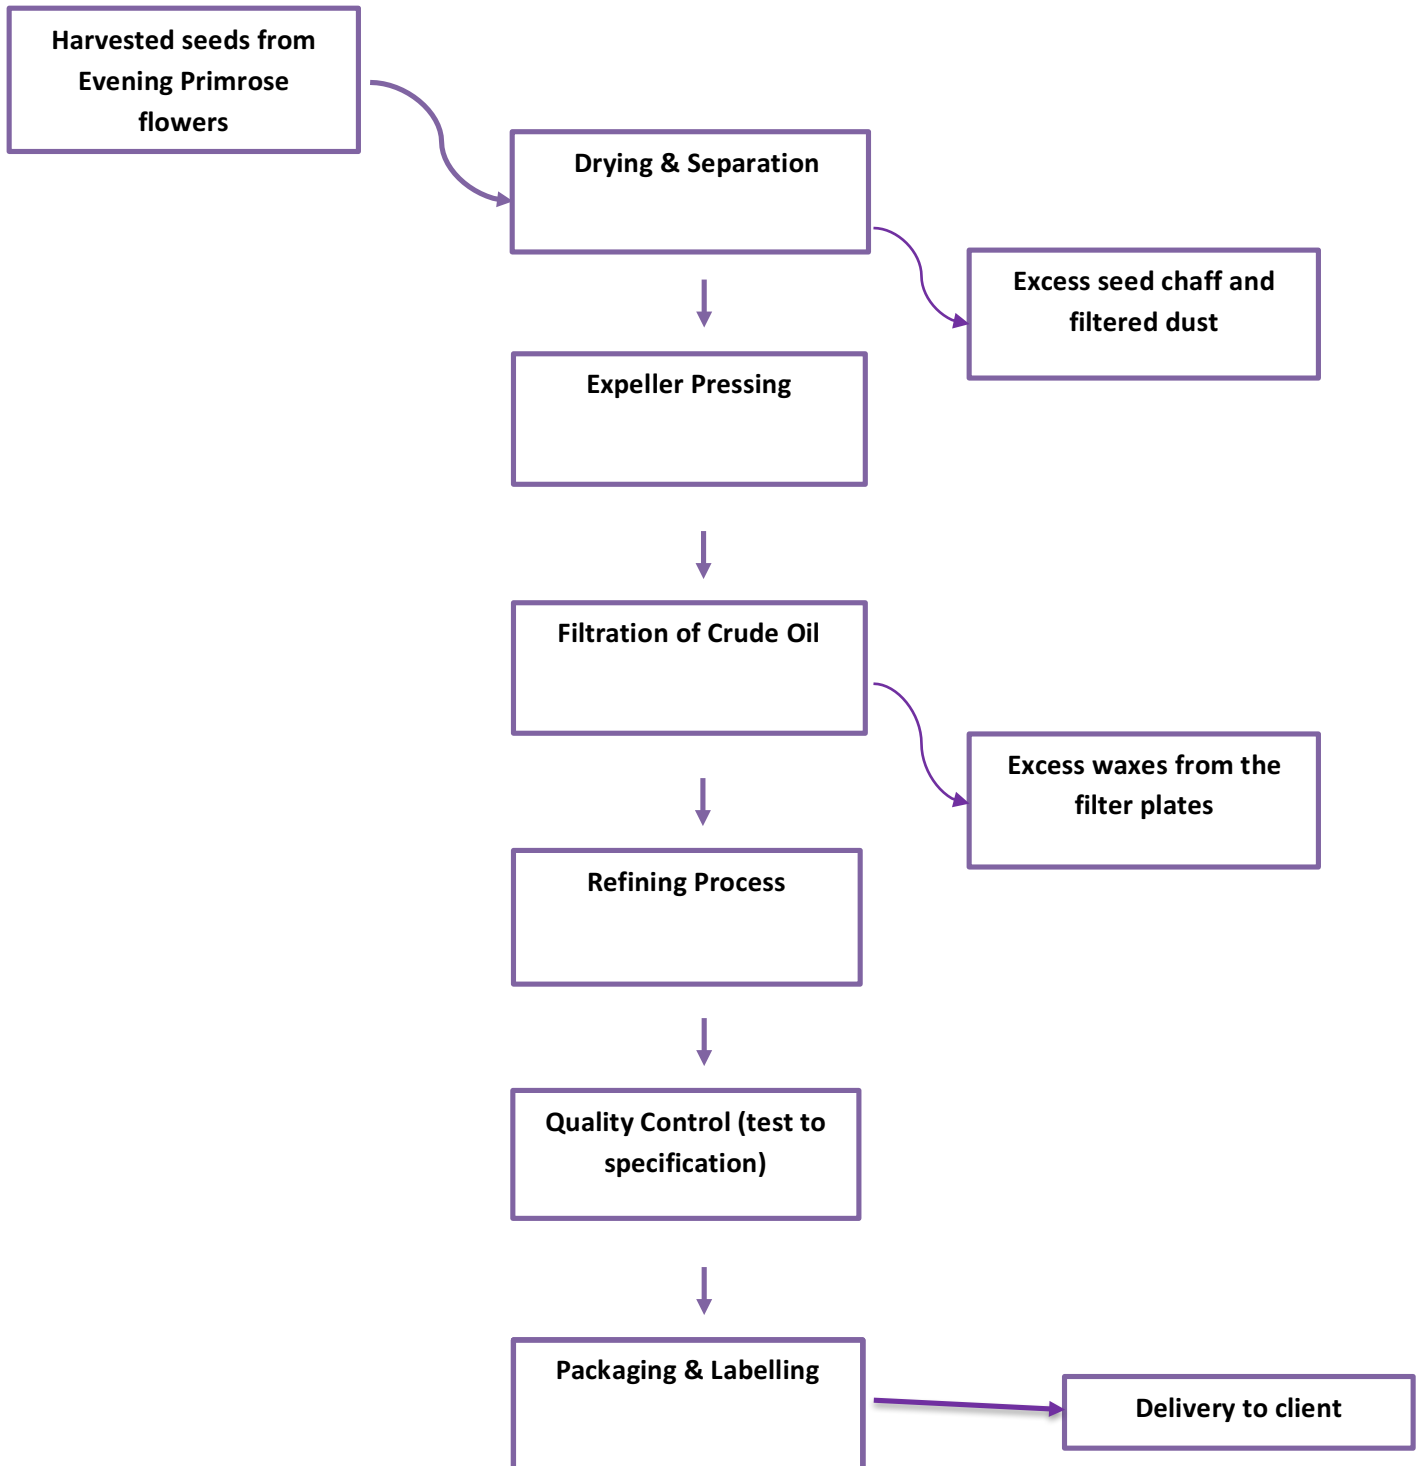 Harvested seeds from
Evening Primrose
flowers
Drying & Separation
Excess seed chaff and
filtered dust
Expeller Pressing
Filtration of Crude Oil
Excess waxes from the
filter plates
Refining Process
Quality Control (test to
specification)
Packaging & Labelling
Delivery to client